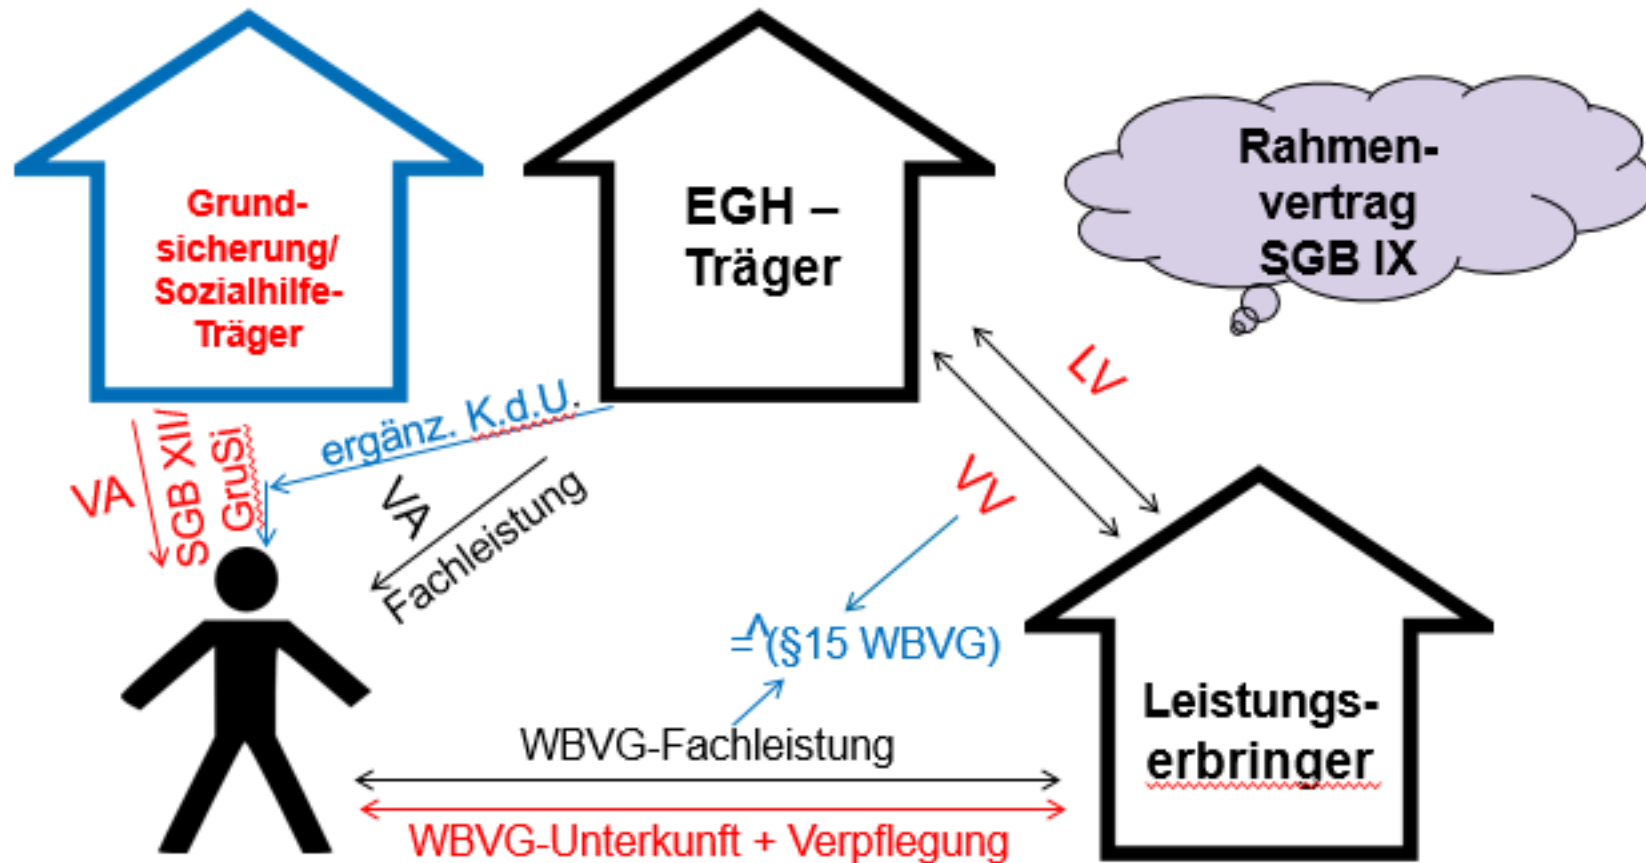 Grund-
sicherung/
Sozialhilfe-
Träger
EGH –
Träger
Rahmen-
vertrag
SGB IX
LV
VV
ergänz. K.d.U.
VA
SGB XII/
GruSi
VA
Fachleistung
=^(§15 WBVG)
Leistungs-
erbringer
WBVG-Fachleistung
WBVG-Unterkunft + Verpflegung